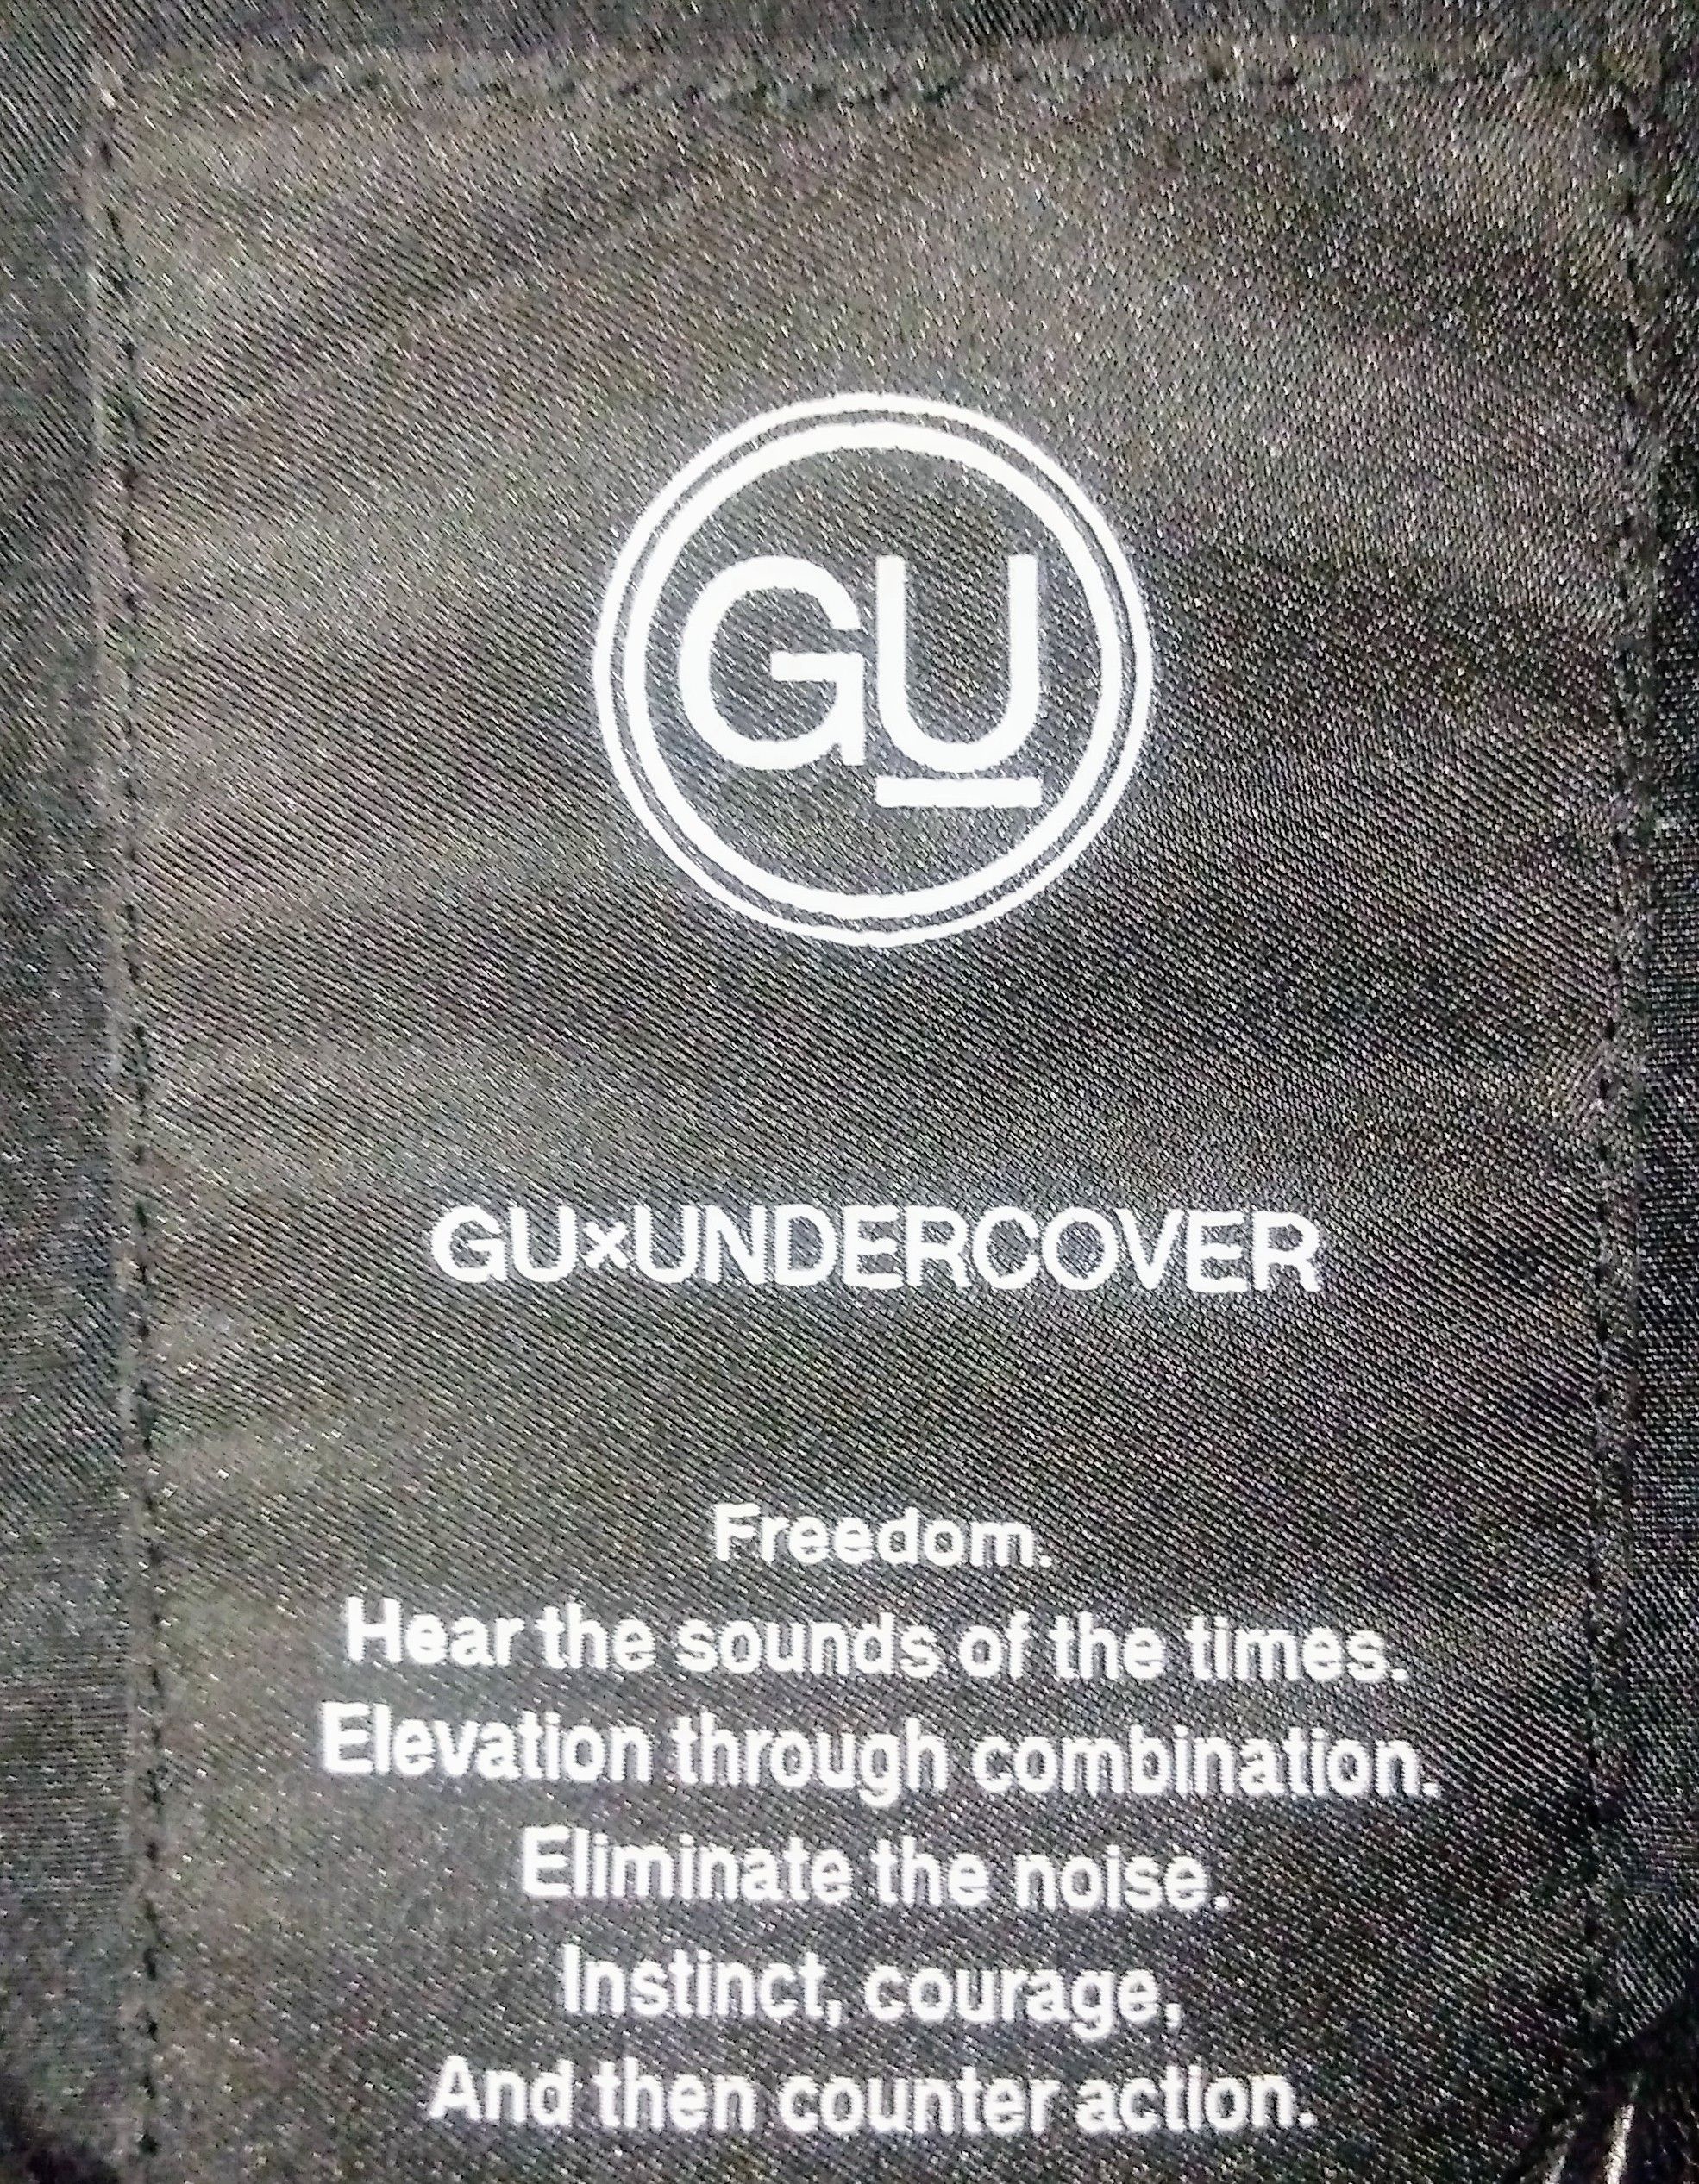 GU
GU×UNDERCOVER
Freedom.
Hear the sounds of the times.
Elevation through combination.
Eliminate the noise.
Instinct, courage,
And then counter action.